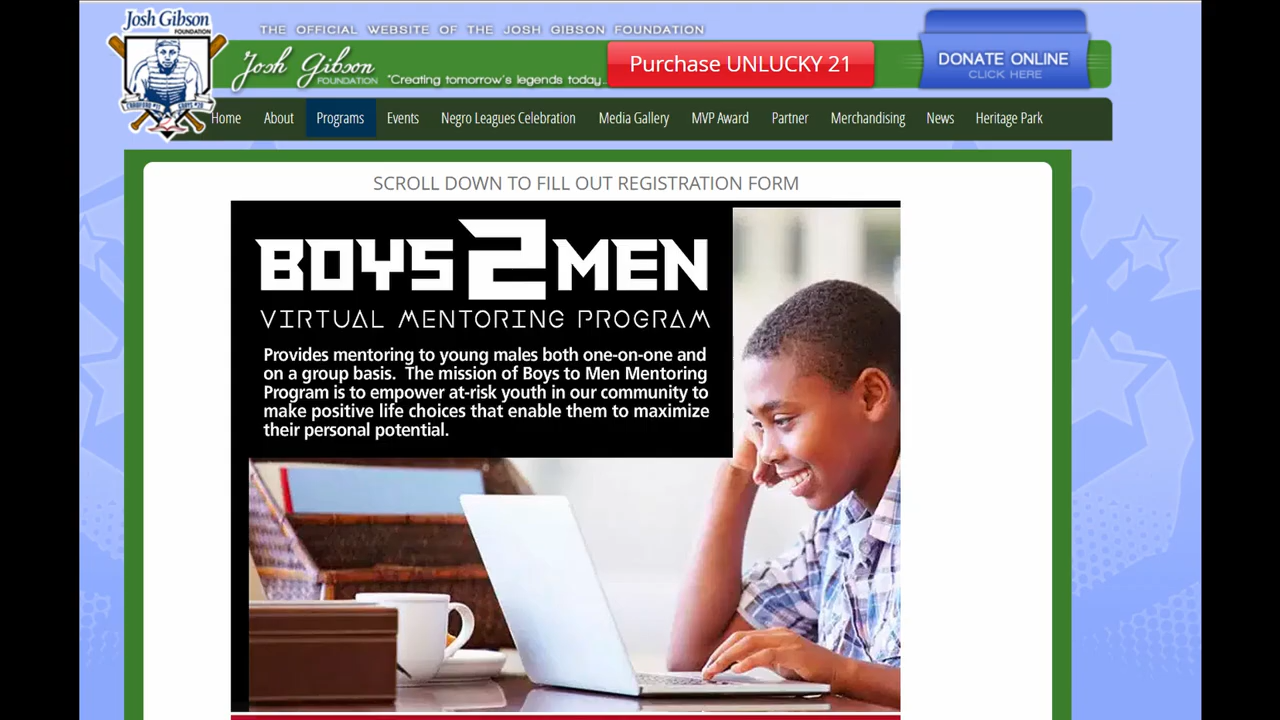 Josh Gibson
FOUNDATION
THE OFFICIAL WEBSITE OF THE JOSH GIBSON FOUNDATION
Josh Gibson
FOUNDATION
"Creating tomorrow's legends today...
Purchase UNLUCKY 21
DONATE ONLINE
CLICK HERE
Home About Programs Events Negro Leagues Celebration Media Gallery MVP Award Partner Merchandising News Heritage Park
SCROLL DOWN TO FILL OUT REGISTRATION FORM
BOYS2MEN
VIRTUAL MENTORING PROGRAM
Provides mentoring to young males both one-on-one and
on a group basis. The mission of Boys to Men Mentoring
Program is to empower at-risk youth in our community to
make positive life choices that enable them to maximize
their personal potential.